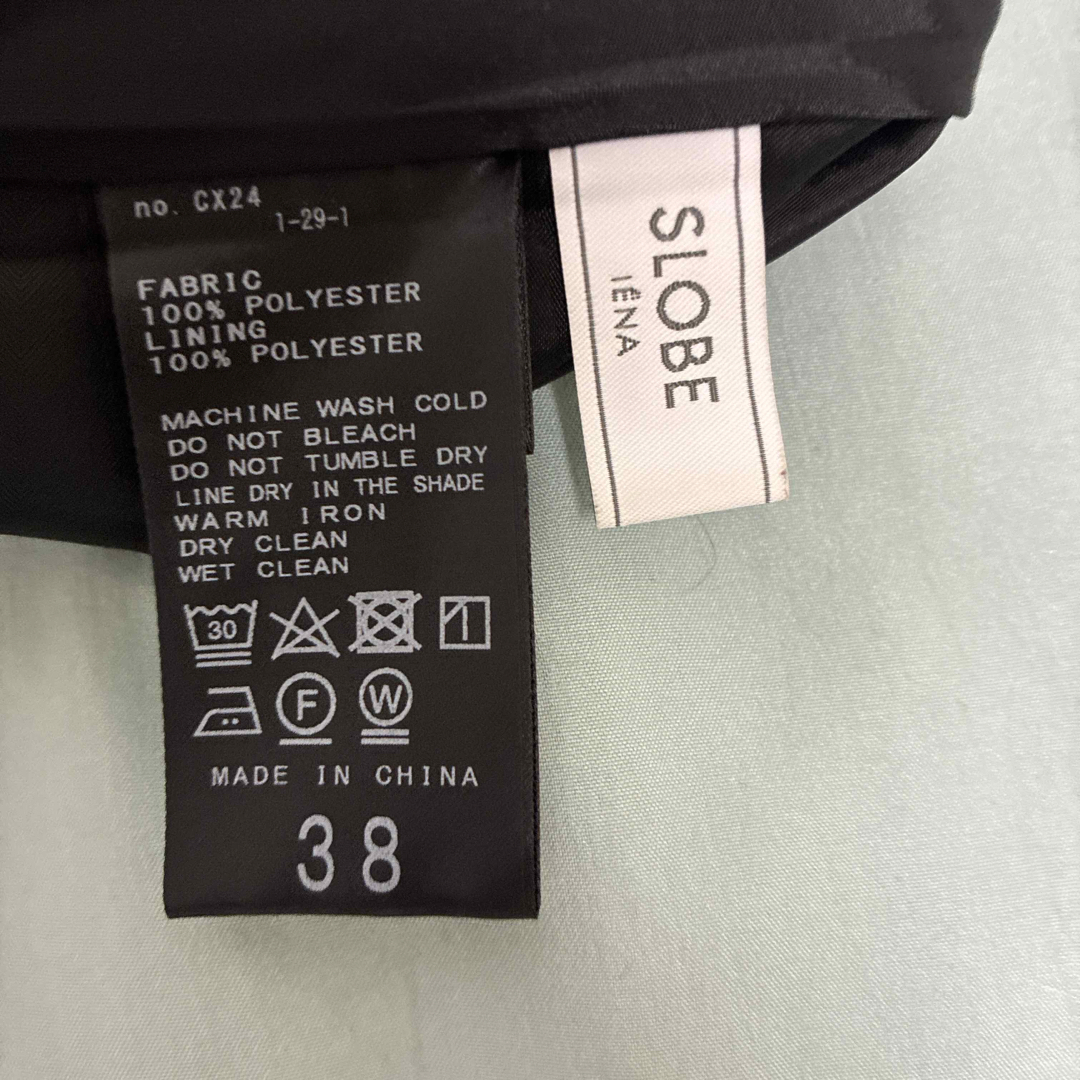 no. CX24
1-29-1
FABRIC
100% POLYESTER
LINING
100% POLYESTER
MACHINE WASH COLD
DO NOT BLEACH
DO NOT TUMBLE DRY
LINE DRY IN THE SHADE
WARM IRON
DRY CLEAN
WET CLEAN
30
F W
MADE IN CHINA
38
SLOBE
IÉNA